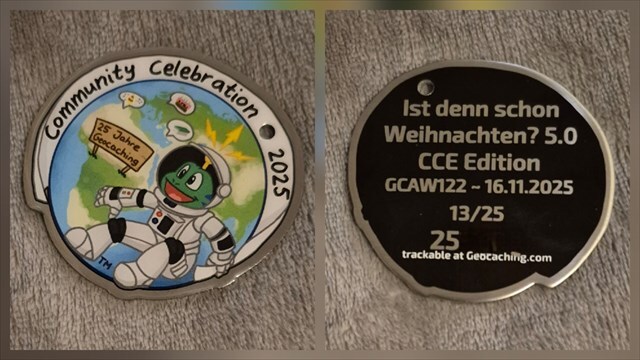 Community Celebration 2025
25 Jahre
Geocaching
TM
Ist denn schon
Weihnachten? 5.0
CCE Edition
GCAW122 ~ 16.11.2025
13/25
25
trackable at Geocaching.com